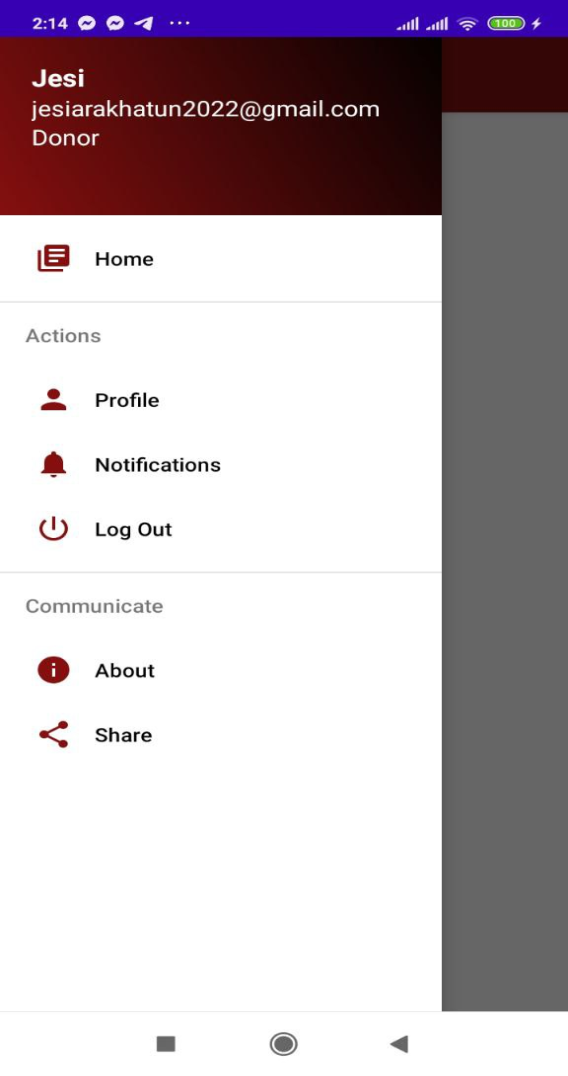 2:14
100
Jesi
jesiarakhatun2022@gmail.com
Donor
Home
Actions
Profile
Notifications
Log Out
Communicate
About
Share